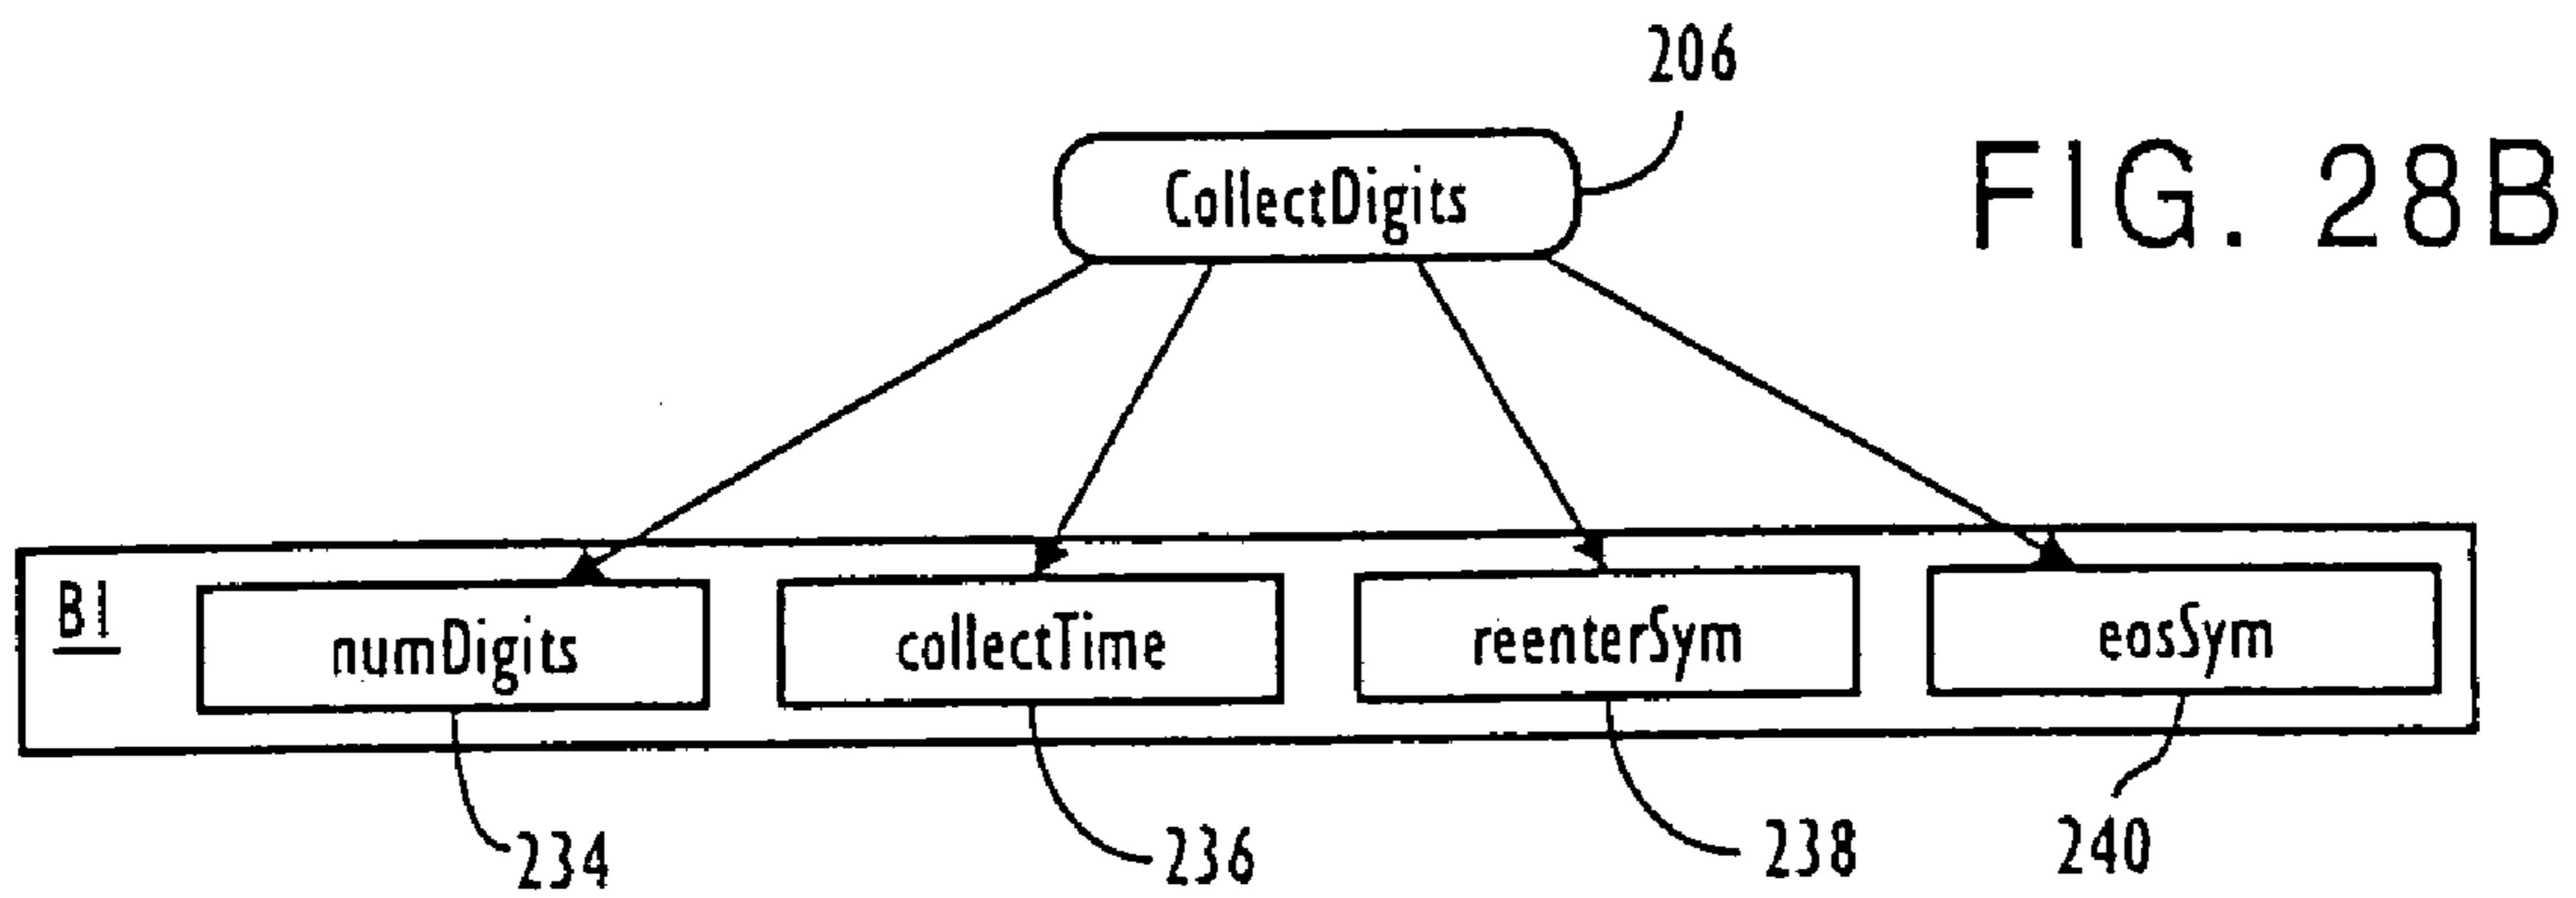 206
FIG. 28B
CollectDigits
B1
numDigits
collectTime
reenterSym
eosSym
234
236
238
240